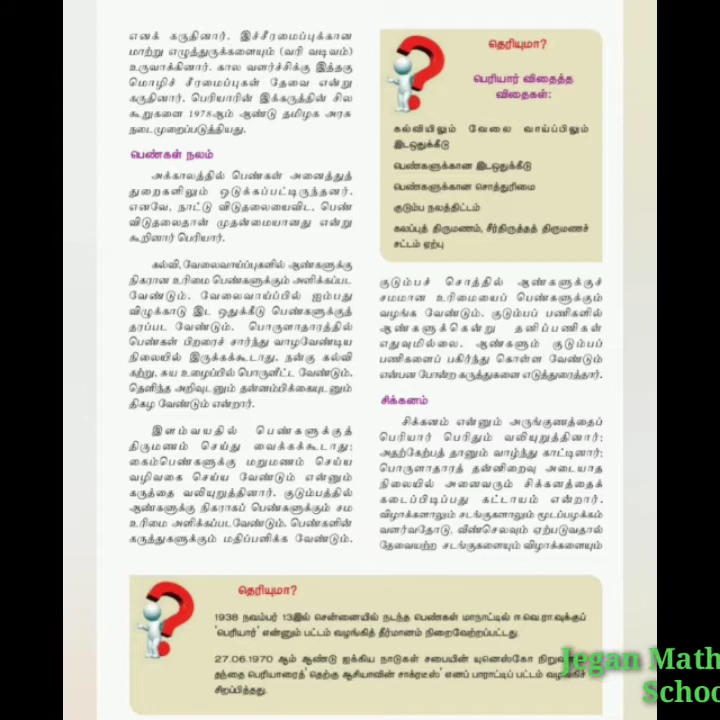 எனக் கருதினார். இச்சீரமைப்புக்கான
மாற்று எழுத்துருக்களையும் (வரி வடிவம்)
உருவாக்கினார். கால வளர்ச்சிக்கு இத்தகு
மொழிச் சீரமைப்புகள் தேவை என்று
கருதினார். பெரியாரின் இக்கருத்தின் சில
கூறுகளை 1978ஆம் ஆண்டு தமிழக அரசு
நடைமுறைப்படுத்தியது.
பெண்கள் நலம்
அக்காலத்தில் பெண்கள் அனைத்துத்
துறைகளிலும் ஒடுக்கப்பட்டிருந்தனர்.
எனவே, நாட்டு விடுதலையைவிட, பெண்
விடுதலைதான் முதன்மையானது என்று
கூறினார் பெரியார்.
கல்வி, வேலைவாய்ப்புகளில் ஆண்களுக்கு
நிகரான உரிமை பெண்களுக்கும் அளிக்கப்பட
வேண்டும். வேலைவாய்ப்பில் ஐம்பது
விழுக்காடு இட ஒதுக்கீடு பெண்களுக்குத்
தரப்பட வேண்டும். பொருளாதாரத்தில்
பெண்கள் பிறரைச் சார்ந்து வாழவேண்டிய
நிலையில் இருக்கக்கூடாது. நன்கு கல்வி
கற்று, சுய உழைப்பில் பொருளீட்ட வேண்டும்.
தெளிந்த அறிவுடனும் தன்னம்பிக்கையுடனும்
திகழ வேண்டும் என்றார்.
இளம்வயதில் பெண்களுக்குத்
திருமணம் செய்து வைக்கக்கூடாது;
கைம்பெண்களுக்கு மறுமணம் செய்ய
வழிவகை செய்ய வேண்டும் என்னும்
கருத்தை வலியுறுத்தினார். குடும்பத்தில்
ஆண்களுக்கு நிகராகப் பெண்களுக்கும் சம
உரிமை அளிக்கப்படவேண்டும். பெண்களின்
கருத்துகளுக்கும் மதிப்பளிக்க வேண்டும்.
தெரியுமா?
பெரியார் விதைத்த
விதைகள்:
கல்வியிலும் வேலை வாய்ப்பிலும்
இடஒதுக்கீடு
பெண்களுக்கான இடஒதுக்கீடு
பெண்களுக்கான சொத்துரிமை
குடும்ப நலத்திட்டம்
கலப்புத் திருமணம், சீர்திருத்தத் திருமணச்
சட்டம் ஏற்பு
குடும்பச் சொத்தில் ஆண்களுக்குச்
சமமான உரிமையைப் பெண்களுக்கும்
வழங்க வேண்டும். குடும்பப் பணிகளில்
ஆண்களுக்கென்று தனிப்பணிகள்
எதுவுமில்லை. ஆண்களும் குடும்பப்
பணிகளைப் பகிர்ந்து கொள்ள வேண்டும்
என்பன போன்ற கருத்துகளை எடுத்துரைத்தார்.
சிக்கனம்
சிக்கனம் என்னும் அருங்குணத்தைப்
பெரியார் பெரிதும் வலியுறுத்தினார்;
அதற்கேற்பத் தானும் வாழ்ந்து காட்டினார்;
பொருளாதாரத் தன்னிறைவு அடையாத
நிலையில் அனைவரும் சிக்கனத்தைக்
கடைப்பிடிப்பது கட்டாயம் என்றார்.
விழாக்களாலும் சடங்குகளாலும் மூடப்பழக்கம்
வளர்வதோடு, வீண்செலவும் ஏற்படுவதால்
தேவையற்ற சடங்குகளையும் விழாக்களையும்
தெரியுமா?
1938 நவம்பர் 13இல் சென்னையில் நடந்த பெண்கள் மாநாட்டில் ஈ.வெ.ரா.வுக்குப்
'பெரியார்' என்னும் பட்டம் வழங்கித் தீர்மானம் நிறைவேற்றப்பட்டது.
27.06.1970 ஆம் ஆண்டு ஐக்கிய நாடுகள் சபையின் யுனெஸ்கோ
தந்தை பெரியாரைத் 'தெற்கு ஆசியாவின் சாக்ரடீஸ்' எனப் பாராட்டிப் பட்டம்
சிறப்பித்தது.
Jegan Math
Schoo